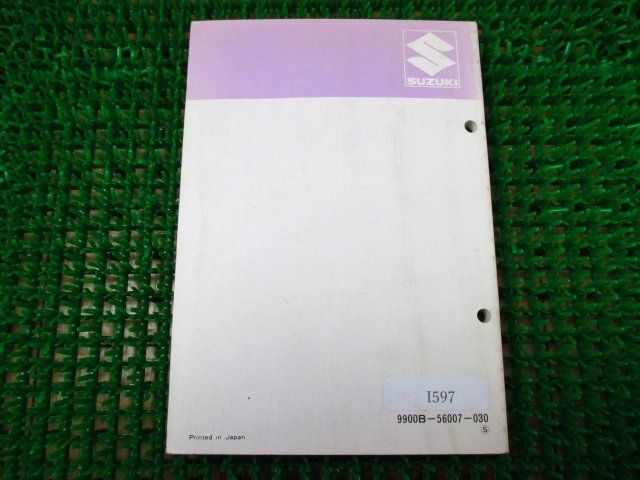 SUZUKI
I597
9900B-56007-030
S
Printed in Japan